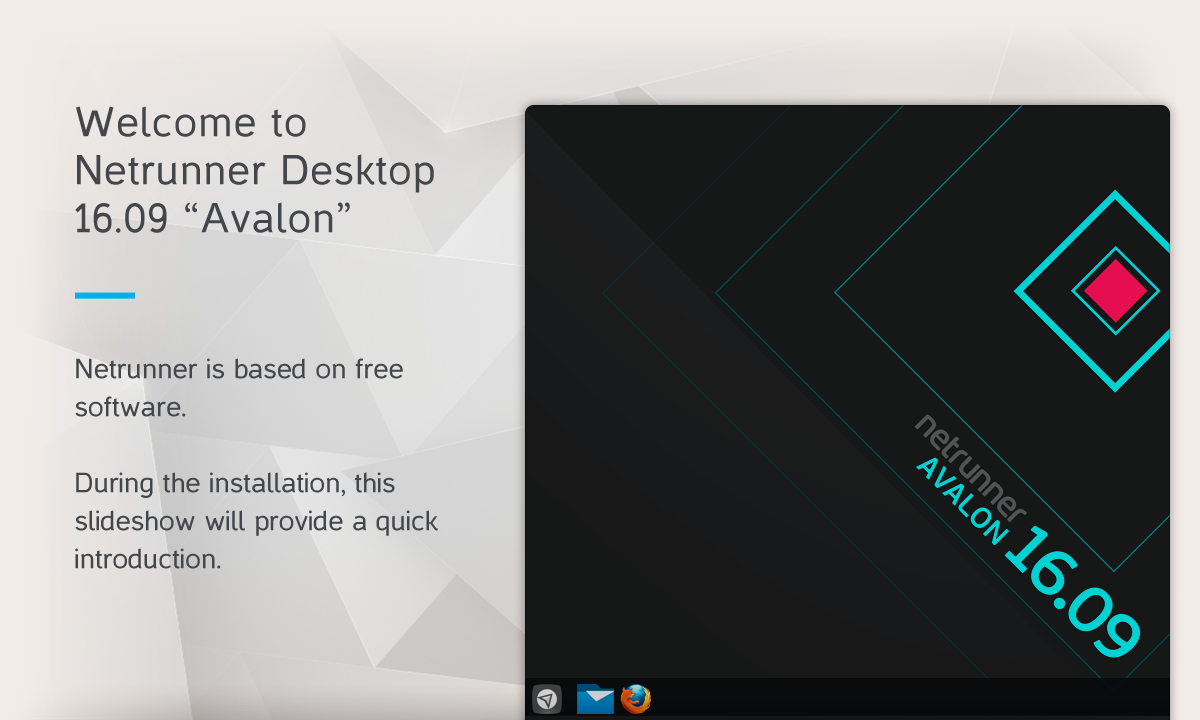 Welcome to
Netrunner Desktop
16.09 “Avalon”
Netrunner is based on free
software.
During the installation, this
slideshow will provide a quick
introduction.
netrunner
AVALON 16.09